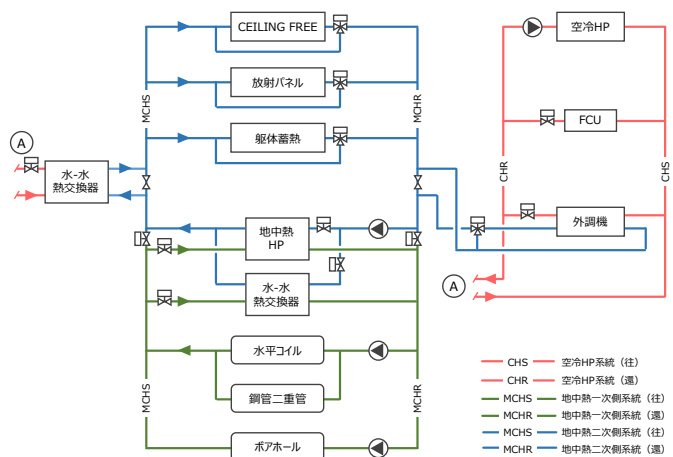 CEILING FREE
放射パネル
躯体蓄熱
MCHS
MCHR
A
水-水
熱交換器
地中熱
HP
水-水
熱交換器
水平コイル
鋼管二重管
ボアホール
MCHS
MCHR
空冷HP
FCU
外調機
CHR
CHS
A
CHS 空冷HP系統（往）
CHR 空冷HP系統（還）
MCHS 地中熱一次側系統（往）
MCHR 地中熱一次側系統（還）
MCHS 地中熱二次側系統（往）
MCHR 地中熱二次側系統（還）